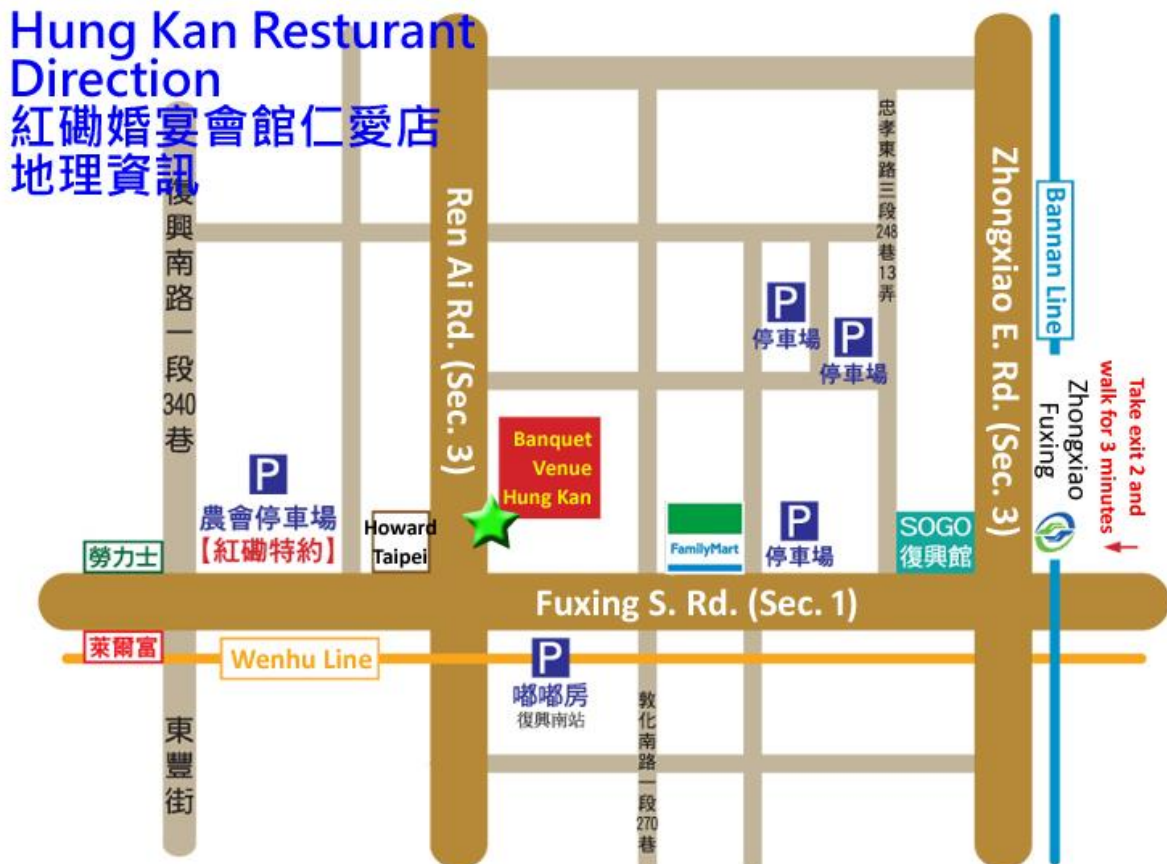 Hung Kan Resturant
Direction
紅磡婚宴會館仁愛店
地理資訊
復興南路一段340巷
Ren Ai Rd. (Sec. 3)
忠孝東路三段248巷13弄
Zhongxiao E. Rd. (Sec. 3)
Bannan Line
P
停車場
P
停車場
Zhongxiao
Fuxing
Take exit 2 and
walk for 3 minutes
Banquet
Venue
Hung Kan
P
農會停車場
【紅磡特約】
Howard
Taipei
FamilyMart
P
停車場
SOGO
復興館
勞力士
Fuxing S. Rd. (Sec. 1)
萊爾富
Wenhu Line
P
嘟嘟房
復興南站
敦化南路一段270巷
東豐街